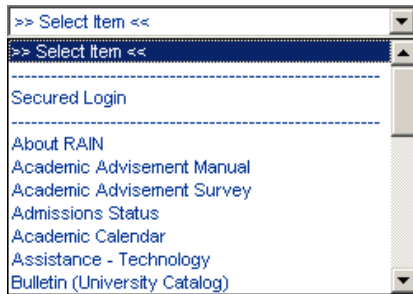 >> Select Item <<
>> Select Item <<
------------------------------------------------------------
Secured Login
------------------------------------------------------------
About RAIN
Academic Advisement Manual
Academic Advisement Survey
Admissions Status
Academic Calendar
Assistance - Technology
Bulletin (University Catalog)